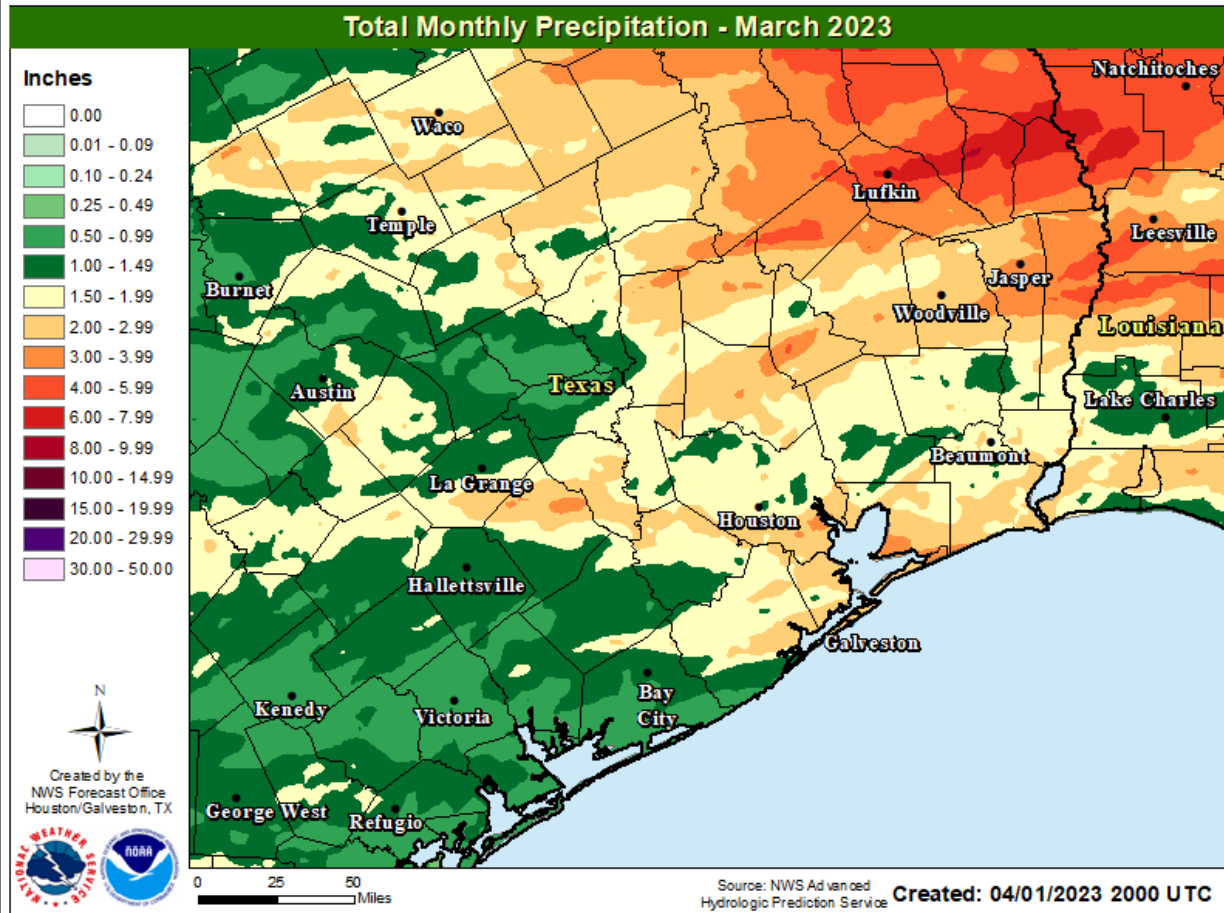 Total Monthly Precipitation - March 2023
Inches
0.00
0.01 - 0.09
0.10 - 0.24
0.25 - 0.49
0.50 - 0.99
1.00 - 1.49
1.50 - 1.99
2.00 - 2.99
3.00 - 3.99
4.00 - 5.99
6.00 - 7.99
8.00 - 9.99
10.00 - 14.99
15.00 - 19.99
20.00 - 29.99
30.00 - 50.00
Natchitoches
Waco
Lufkin
Temple
Leesville
Jasper
Burnet
Woodville
Louisiana
Texas
Austin
Lake Charles
Beaumont
La Grange
Houston
Hallettsville
Galveston
Bay
City
Kenedy
Victoria
George West
Refugio
N
Created by the
NWS Forecast Office
Houston/Galveston, TX
NATIONAL WEATHER SERVICE
NOAA
0 25 50
Miles
Source: NWS Advanced
Hydrologic Prediction Service
Created: 04/01/2023 2000 UTC